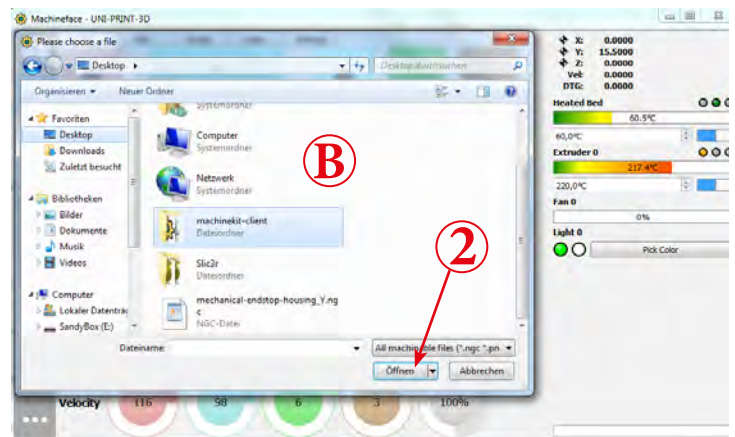 Machineface - UNI-PRINT-3D
Please choose a file
Desktop
Desktop durchsuchen
Organisieren
Neuer Ordner
Favoriten
Desktop
Downloads
Zuletzt besucht
Bibliotheken
Bilder
Dokumente
Musik
Videos
Computer
Lokaler Datenträ
SandyBox (E:)
Systemordner
Computer
Systemordner
Netzwerk
Systemordner
machinekit-client
Dateiordner
Slic3r
Dateiordner
mechanical-endstop-housing_Y.ng
c
NGC-Datei
B
2
Dateiname:
All machineable files (*.ngc *.pn
Öffnen
Abbrechen
X: 0.0000
Y: 15.5000
Z: 0.0000
Vel: 0.0000
DTG: 0.0000
Heated Bed
60.5°C
60,0°C
Extruder 0
217.4°C
220,0°C
Fan 0
0%
Light 0
Pick Color
Velocity 116 98 6 3 100%